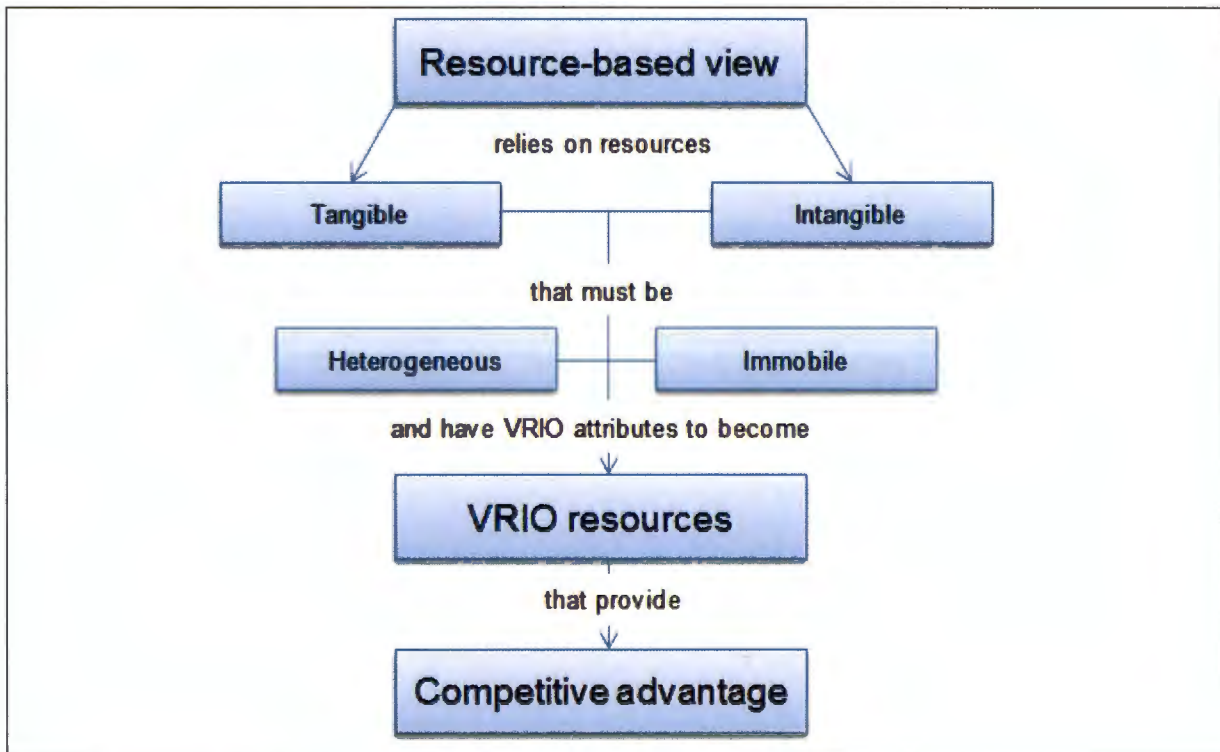 Resource-based view
relies on resources
Tangible
Intangible
that must be
Heterogeneous
Immobile
and have VRIO attributes to become
VRIO resources
that provide
Competitive advantage